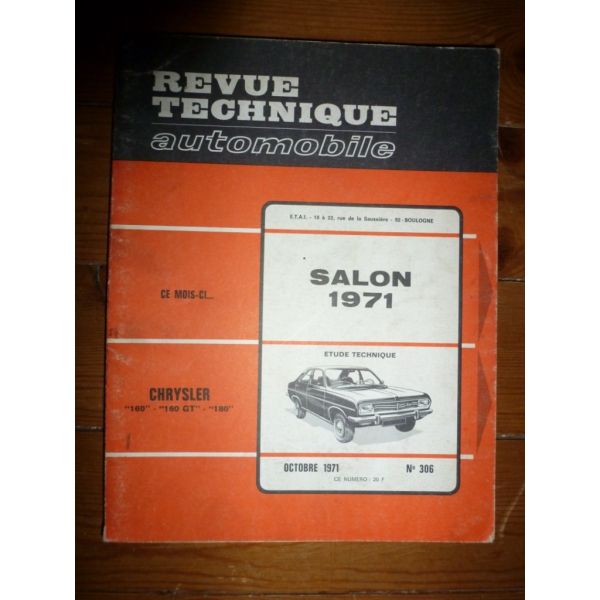 REVUE
TECHNIQUE
automobile
E.T.A.I. - 18 à 22, rue de la Saussière - 92-BOULOGNE
SALON
1971
CE MOIS-CI...
ETUDE TECHNIQUE
CHRYSLER
"160" - "160 GT" - "180"
OCTOBRE 1971 N° 306
CE NUMERO : 20 F